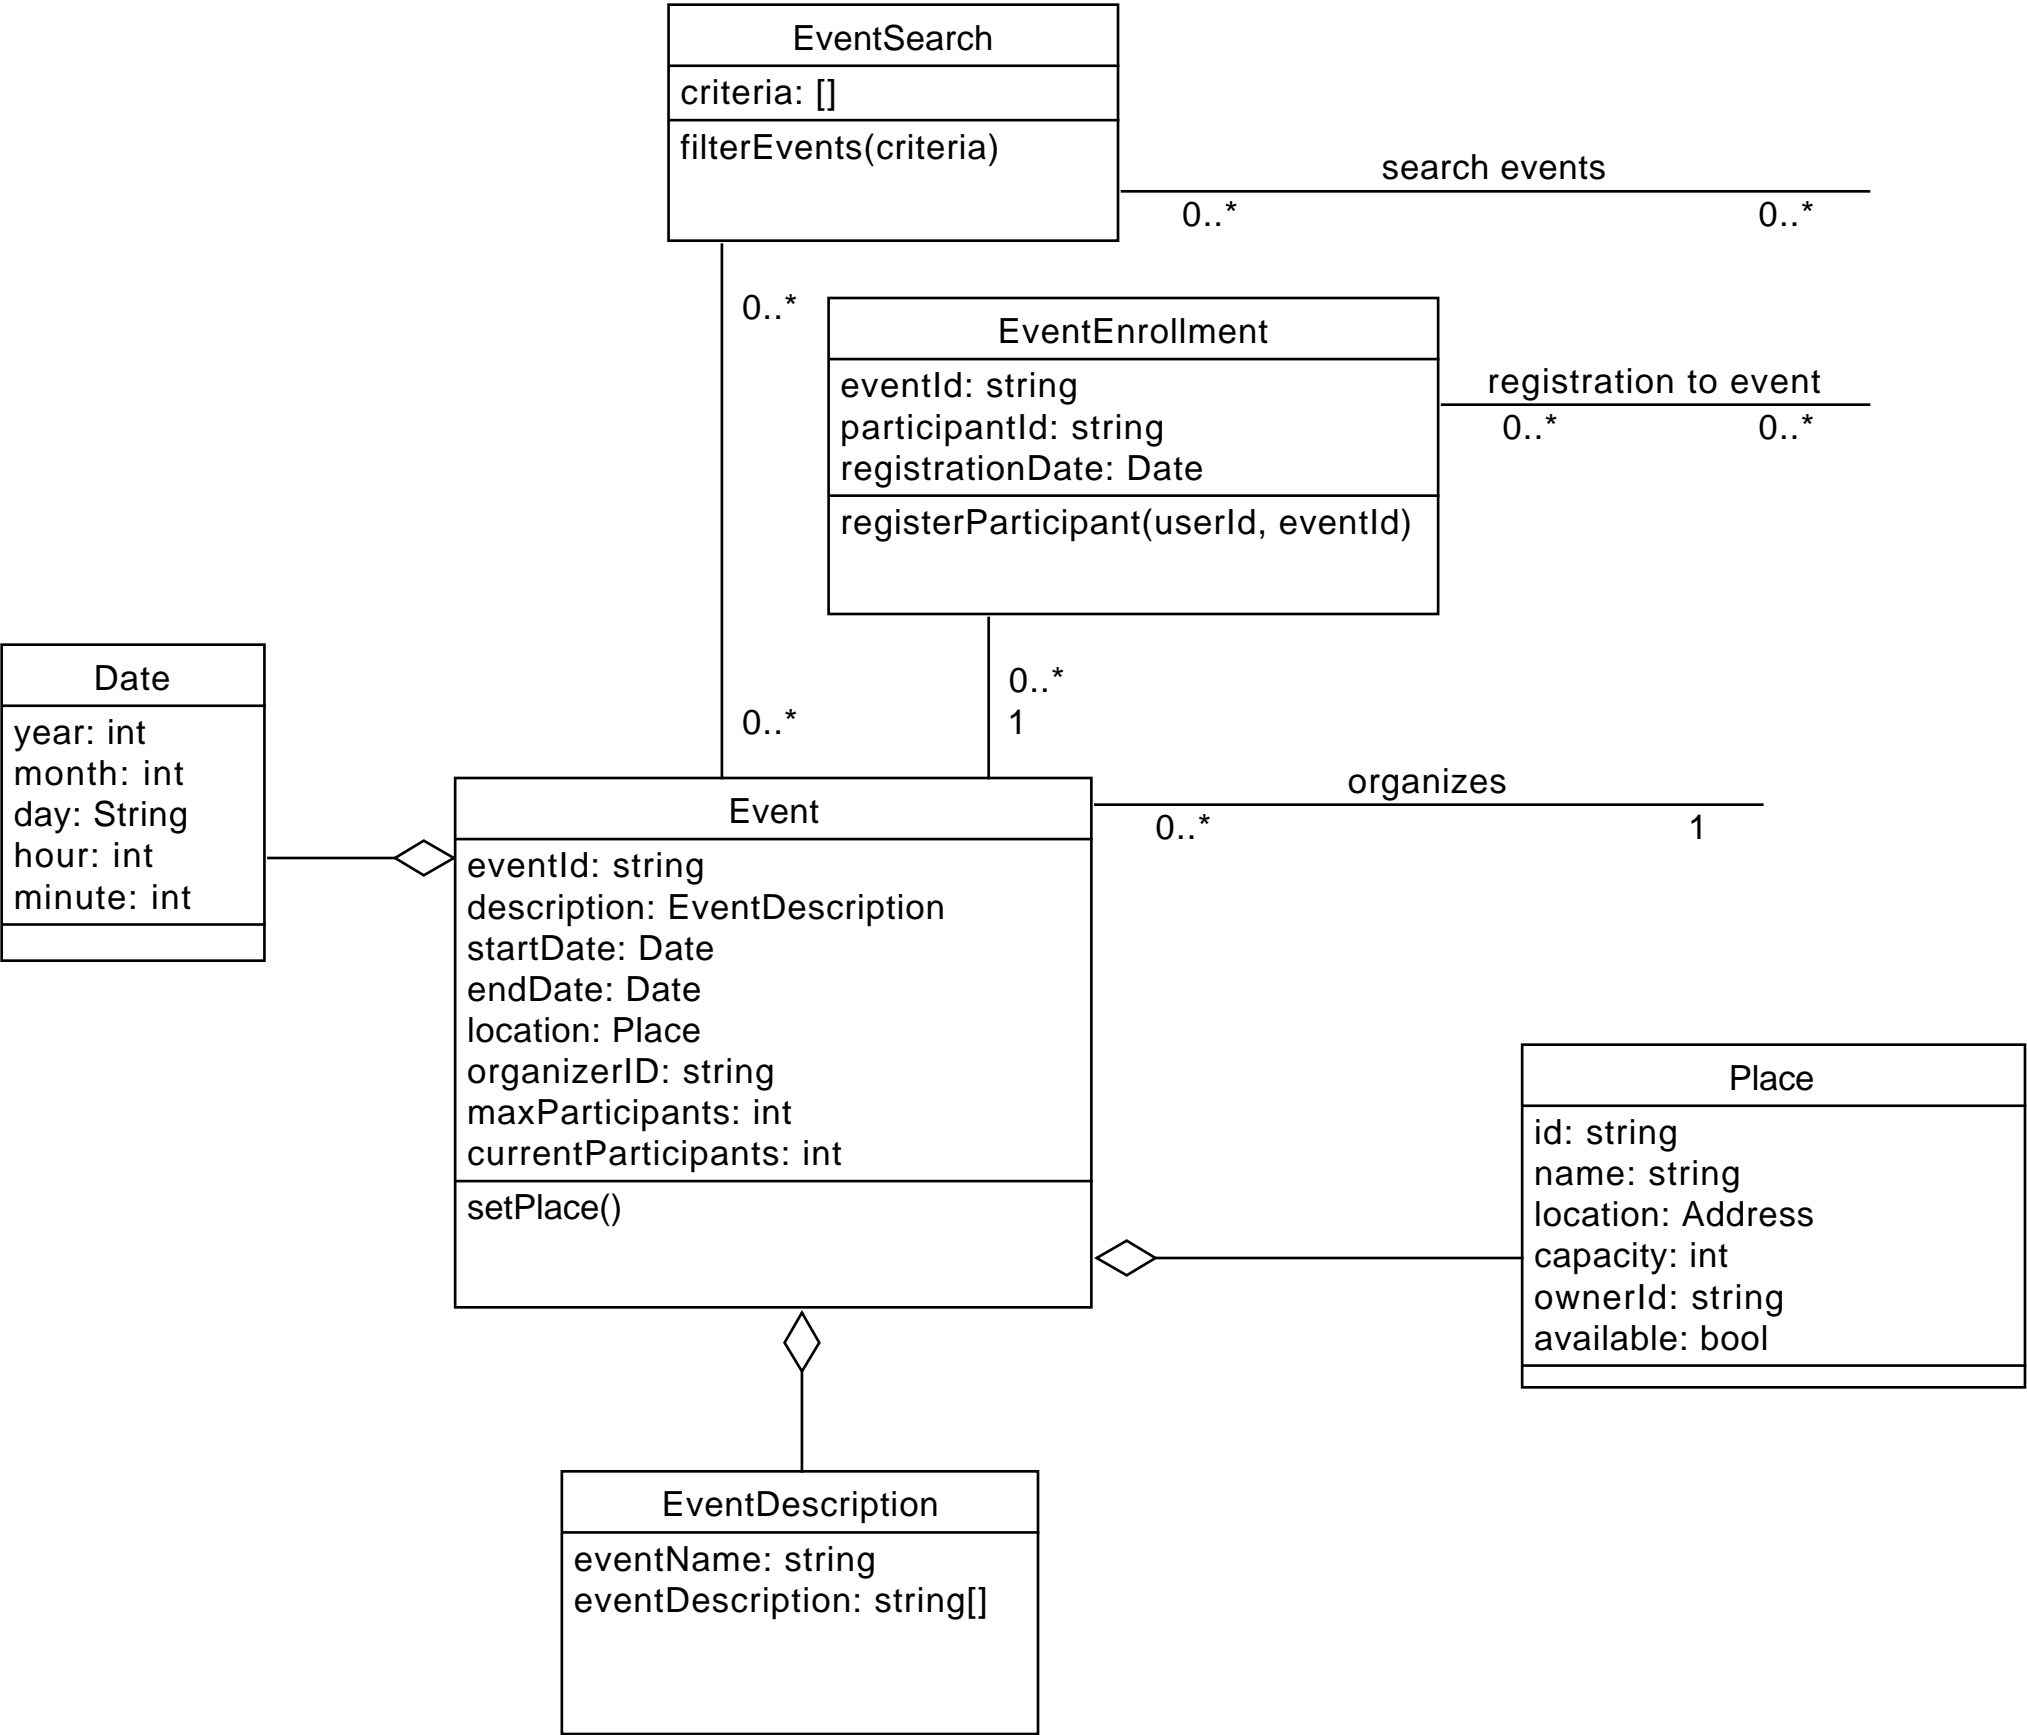 EventSearch
criteria: []
filterEvents(criteria)
search events
0..*
0..*
0..*
EventEnrollment
eventId: string
participantId: string
registrationDate: Date
registerParticipant(userId, eventId)
registration to event
0..*
0..*
0..*
0..*
1
Date
year: int
month: int
day: String
hour: int
minute: int
Event
eventId: string
description: EventDescription
startDate: Date
endDate: Date
location: Place
organizerID: string
maxParticipants: int
currentParticipants: int
setPlace()
organizes
0..*
1
Place
id: string
name: string
location: Address
capacity: int
ownerId: string
available: bool
EventDescription
eventName: string
eventDescription: string[]